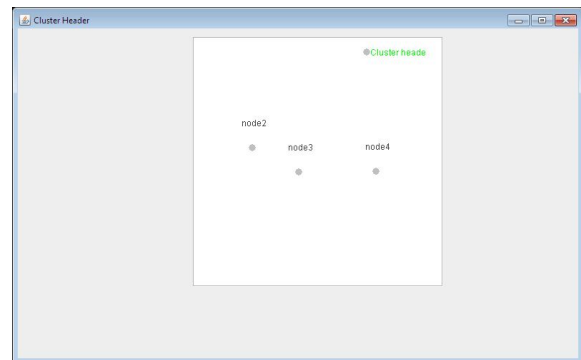 Cluster Header
Cluster heade
node2
node3
node4